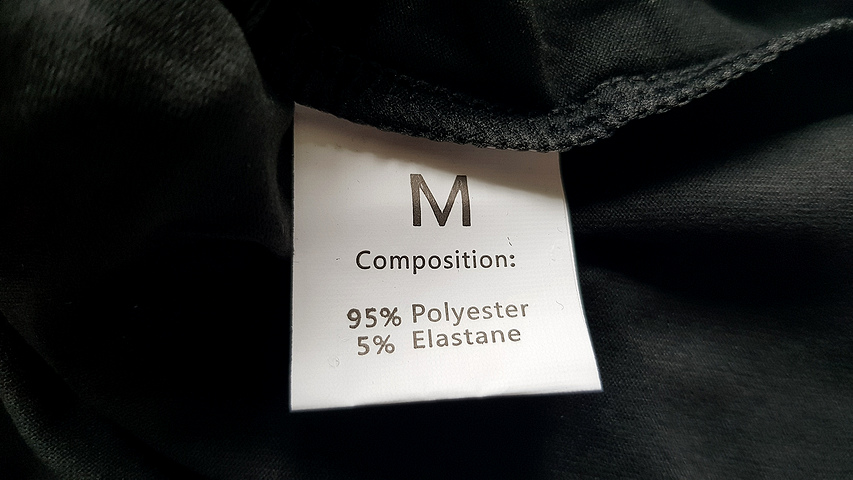 M
Composition:
95% Polyester
5% Elastane